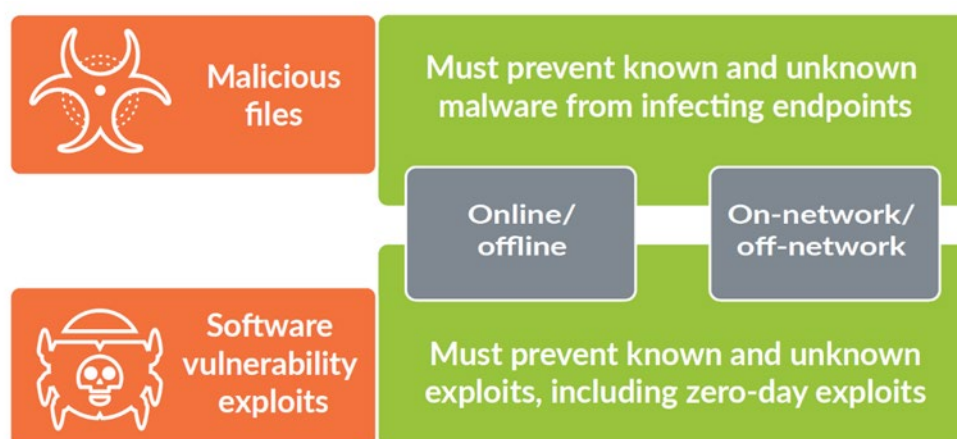 Malicious
files
Must prevent known and unknown
malware from infecting endpoints
Online/
offline
On-network/
off-network
Software
vulnerability
exploits
Must prevent known and unknown
exploits, including zero-day exploits